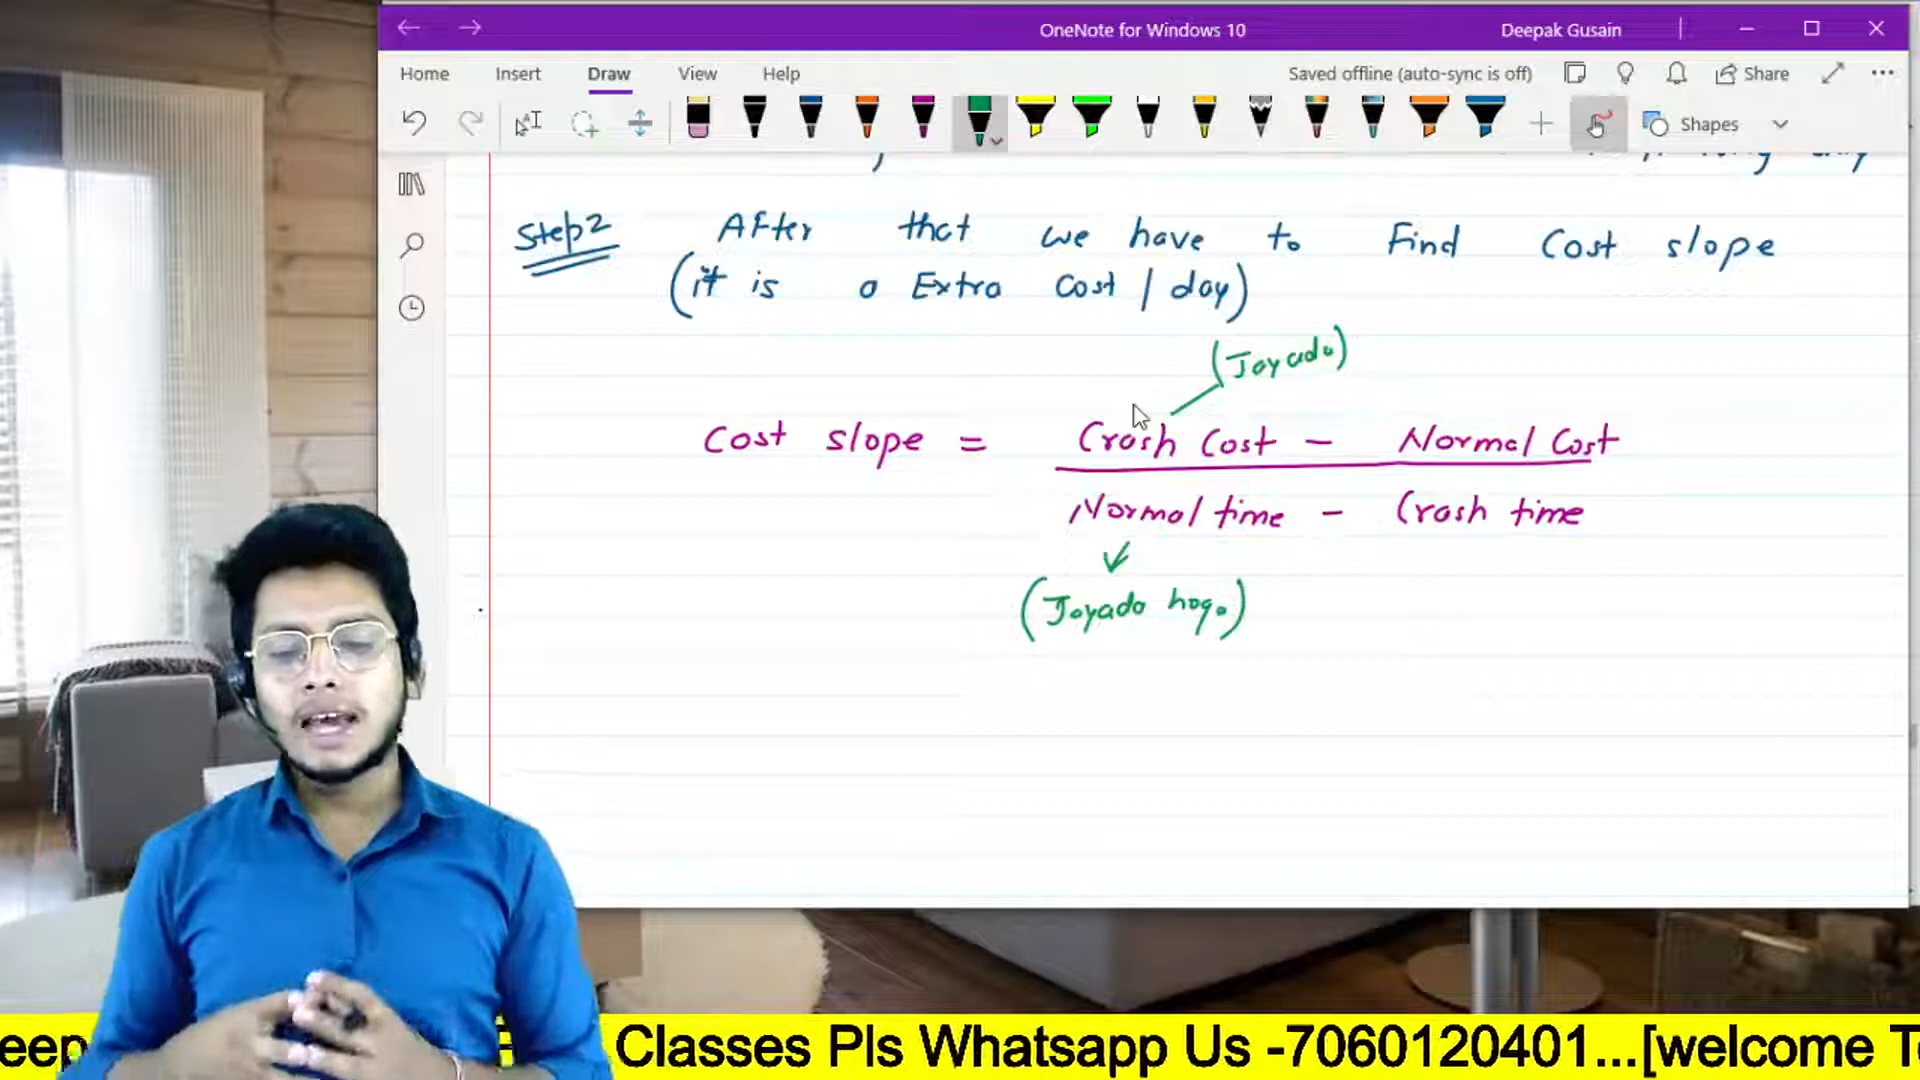 OneNote for Windows 10
Deepak Gusain
Home Insert Draw View Help
Saved offline (auto-sync is off) Share
Shapes
Step2 After that we have to Find Cost slope
(it is a Extra Cost / day)
(Jayada)
Cost slope = Crash Cost - Normal Cost
Normal time - Crash time
(Jayada hoga)
eep Classes Pls Whatsapp Us -7060120401...[welcome To